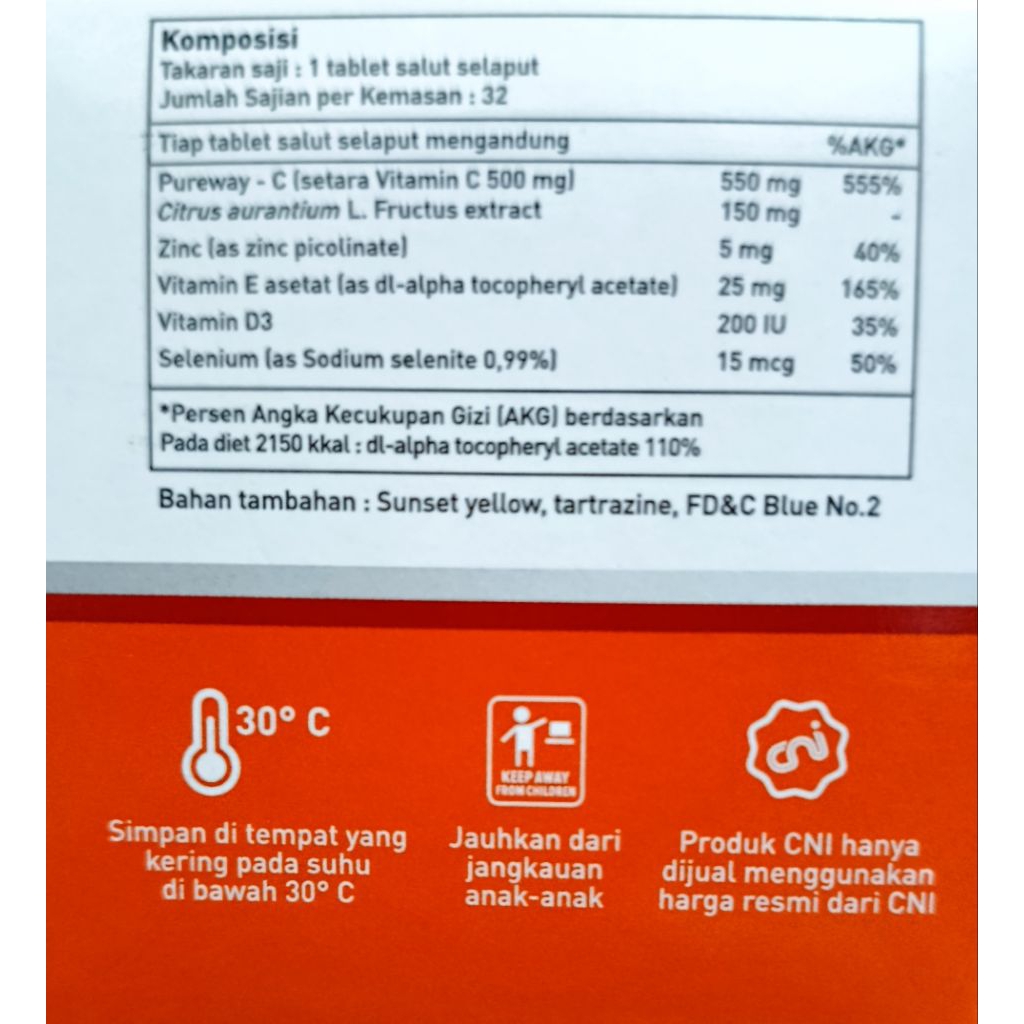 Komposisi
Takaran saji : 1 tablet salut selaput
Jumlah Sajian per Kemasan : 32
Tiap tablet salut selaput mengandung %AKG*
Pureway - C (setara Vitamin C 500 mg) 550 mg 555%
Citrus aurantium L. Fructus extract 150 mg -
Zinc (as zinc picolinate) 5 mg 40%
Vitamin E asetat (as dl-alpha tocopheryl acetate) 25 mg 165%
Vitamin D3 200 IU 35%
Selenium (as Sodium selenite 0,99%) 15 mcg 50%
*Persen Angka Kecukupan Gizi (AKG) berdasarkan
Pada diet 2150 kkal : dl-alpha tocopheryl acetate 110%
Bahan tambahan : Sunset yellow, tartrazine, FD&C Blue No.2
30° C
KEEP AWAY
FROM CHILDREN
cni
Simpan di tempat yang
kering pada suhu
di bawah 30° C
Jauhkan dari
jangkauan
anak-anak
Produk CNI hanya
dijual menggunakan
harga resmi dari CNI